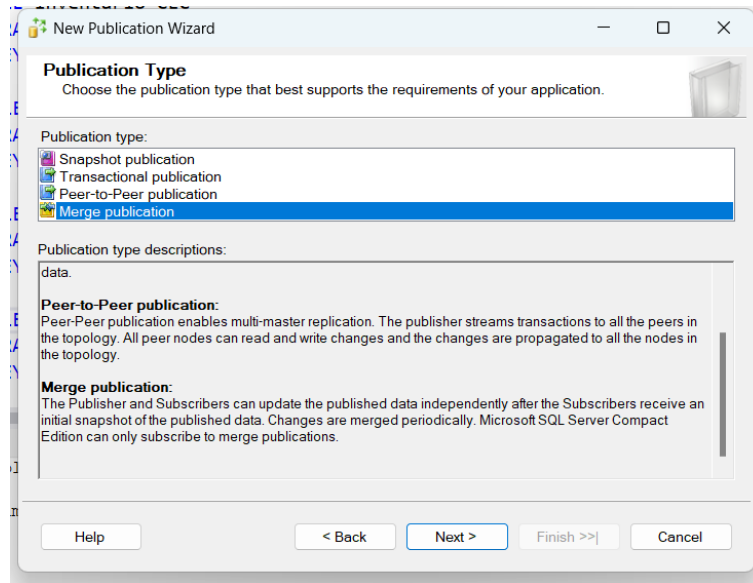 New Publication Wizard
Publication Type
Choose the publication type that best supports the requirements of your application.
Publication type:
Snapshot publication
Transactional publication
Peer-to-Peer publication
Merge publication
Publication type descriptions:
data.
Peer-to-Peer publication:
Peer-Peer publication enables multi-master replication. The publisher streams transactions to all the peers in
the topology. All peer nodes can read and write changes and the changes are propagated to all the nodes in
the topology.
Merge publication:
The Publisher and Subscribers can update the published data independently after the Subscribers receive an
initial snapshot of the published data. Changes are merged periodically. Microsoft SQL Server Compact
Edition can only subscribe to merge publications.
Help
< Back
Next >
Finish >>|
Cancel